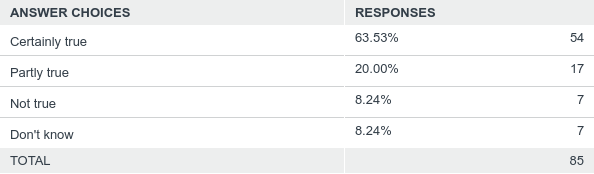 ANSWER CHOICES RESPONSES
Certainly true 63.53% 54
Partly true 20.00% 17
Not true 8.24% 7
Don't know 8.24% 7
TOTAL 85